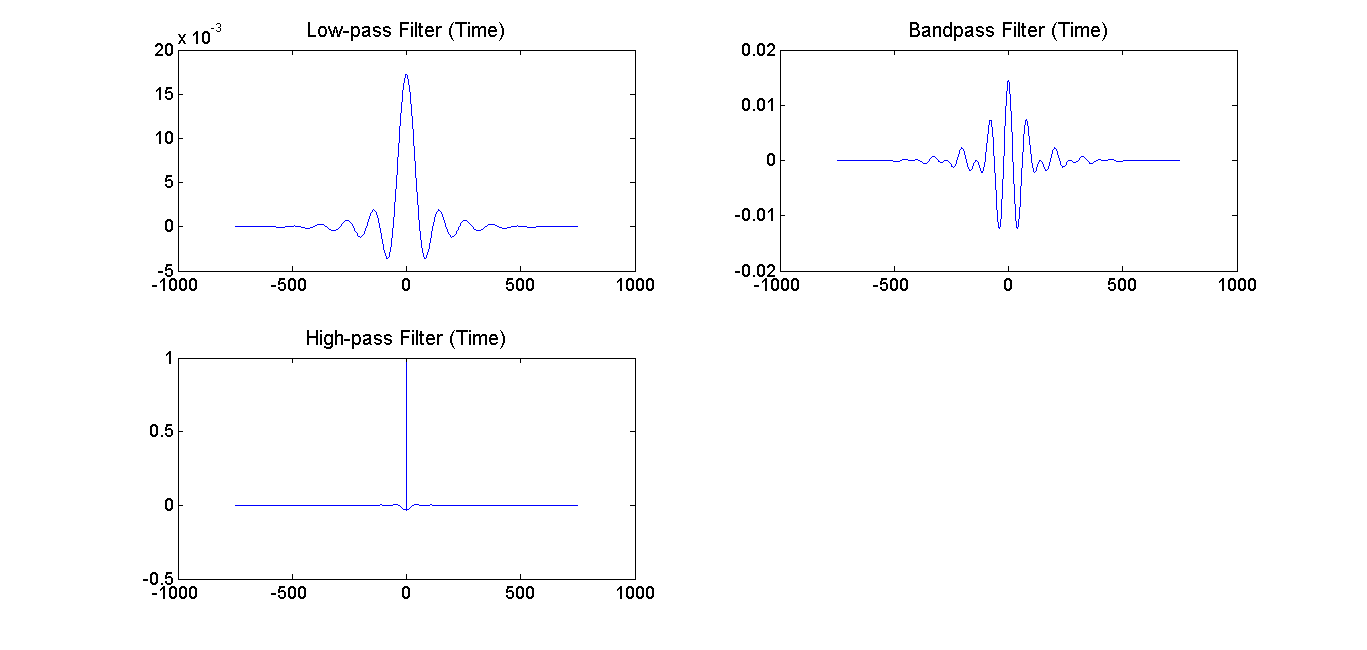 Low-pass Filter (Time)
x 10^-3
20
15
10
5
0
-5
-1000 -500 0 500 1000
Bandpass Filter (Time)
0.02
0.01
0
-0.01
-0.02
-1000 -500 0 500 1000
High-pass Filter (Time)
1
0.5
0
-0.5
-1000 -500 0 500 1000